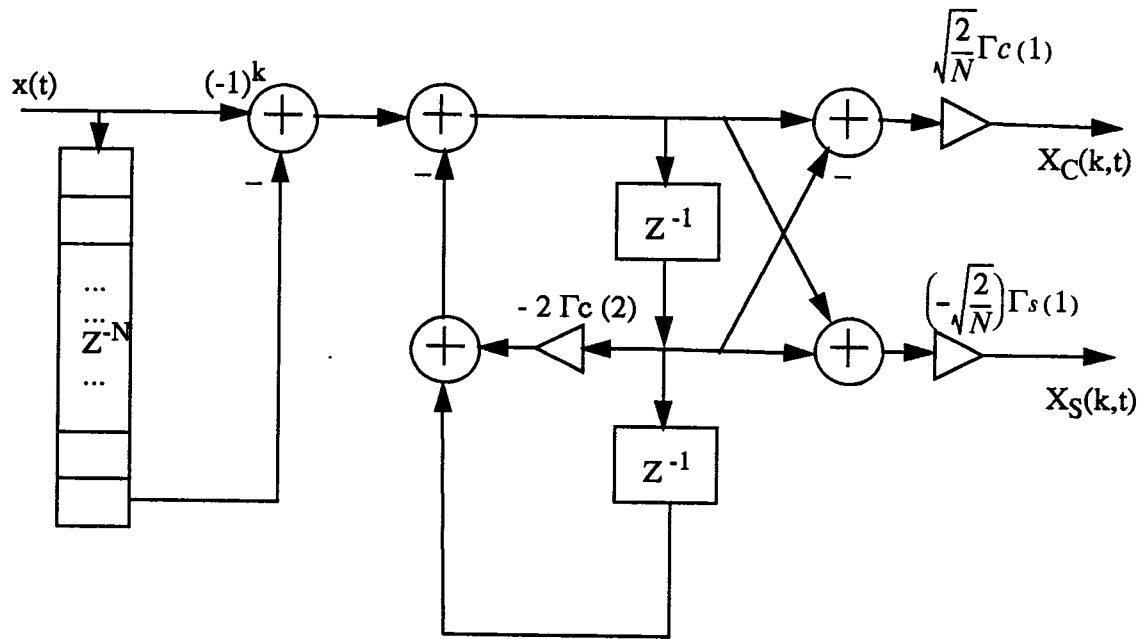 x(t)
(-1)^k
+
+
+
√(2/N) Γc (1)
X_C(k,t)
–
–
–
Z^-1
...
...
Z^-N
...
+
- 2 Γc (2)
+
(-√(2/N)) Γs (1)
X_S(k,t)
Z^-1